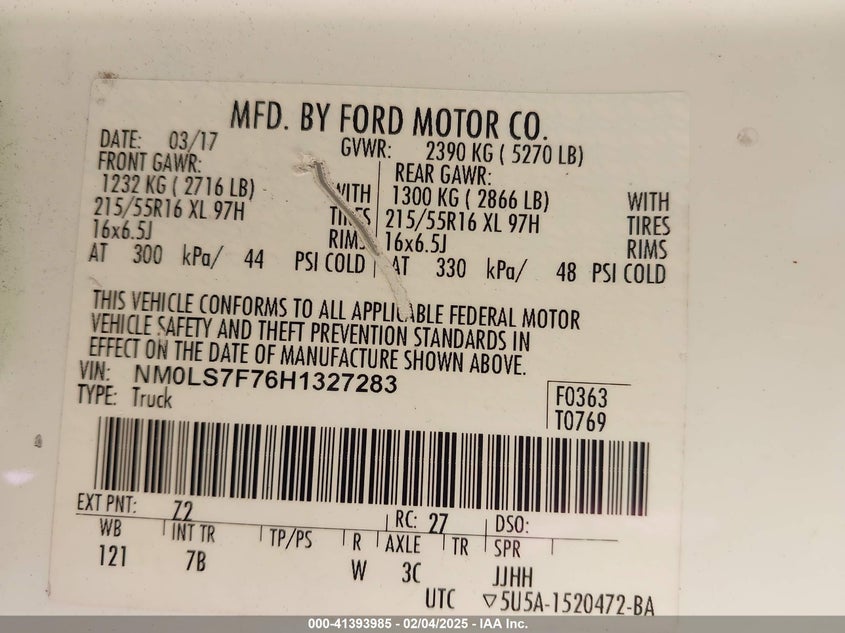 MFD. BY FORD MOTOR CO.
DATE: 03/17 GVWR: 2390 KG ( 5270 LB)
FRONT GAWR: REAR GAWR:
1232 KG ( 2716 LB) WITH 1300 KG ( 2866 LB) WITH
215/55R16 XL 97H TIRES 215/55R16 XL 97H TIRES
16x6.5J RIMS 16x6.5J RIMS
AT 300 kPa/ 44 PSI COLD AT 330 kPa/ 48 PSI COLD
THIS VEHICLE CONFORMS TO ALL APPLICABLE FEDERAL MOTOR
VEHICLE SAFETY AND THEFT PREVENTION STANDARDS IN
EFFECT ON THE DATE OF MANUFACTURE SHOWN ABOVE.
VIN: NM0LS7F76H1327283
TYPE: Truck
F0363
T0769
EXT PNT: Z2 RC: 27 DSO:
WB INT TR TP/PS R AXLE TR SPR
121 7B W 3C JJHH
UTC ▽5U5A-1520472-BA
000-41393985 - 02/04/2025 - IAA Inc.